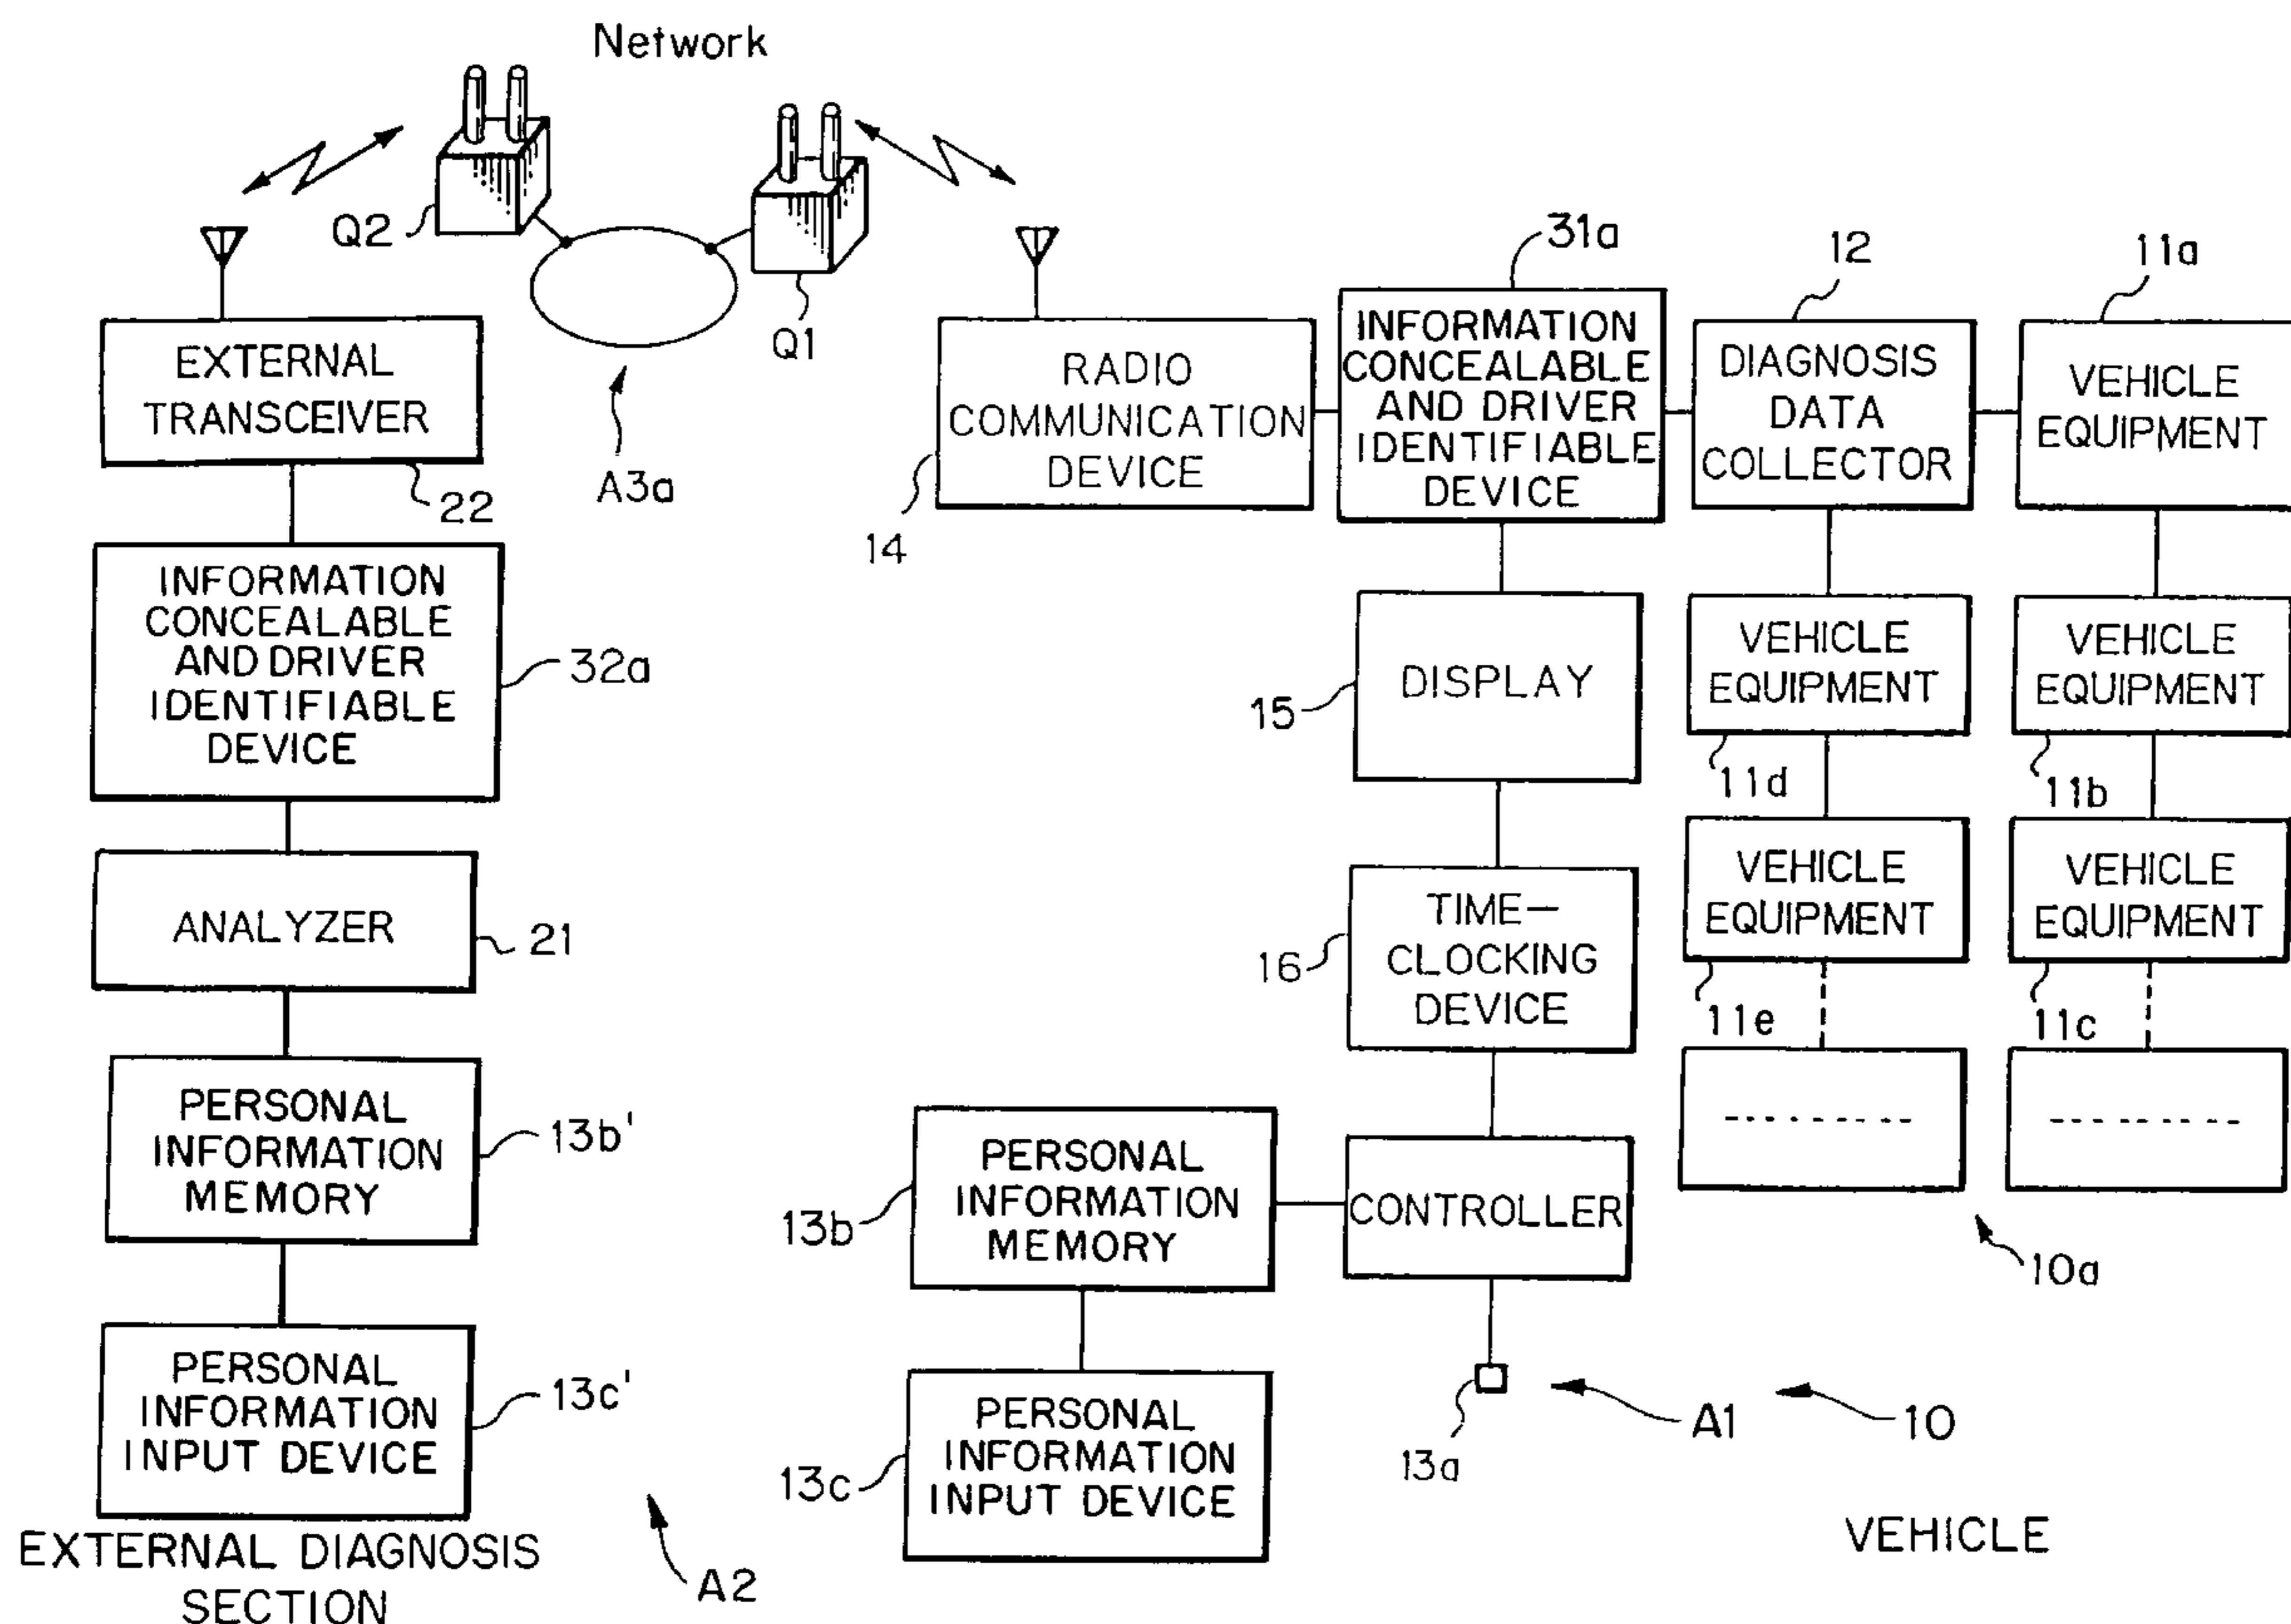 Network
Q2
Q1
A3a
EXTERNAL
TRANSCEIVER
22
INFORMATION
CONCEALABLE
AND DRIVER
IDENTIFIABLE
DEVICE
32a
ANALYZER
21
PERSONAL
INFORMATION
MEMORY
13b'
PERSONAL
INFORMATION
INPUT DEVICE
13c'
EXTERNAL DIAGNOSIS
SECTION
A2
RADIO
COMMUNICATION
DEVICE
14
31a
INFORMATION
CONCEALABLE
AND DRIVER
IDENTIFIABLE
DEVICE
12
DIAGNOSIS
DATA
COLLECTOR
11a
VEHICLE
EQUIPMENT
DISPLAY
15
VEHICLE
EQUIPMENT
11d
VEHICLE
EQUIPMENT
11b
TIME-
CLOCKING
DEVICE
16
VEHICLE
EQUIPMENT
11e
VEHICLE
EQUIPMENT
11c
PERSONAL
INFORMATION
MEMORY
13b
CONTROLLER
10a
PERSONAL
INFORMATION
INPUT DEVICE
13c
13a
A1
10
VEHICLE